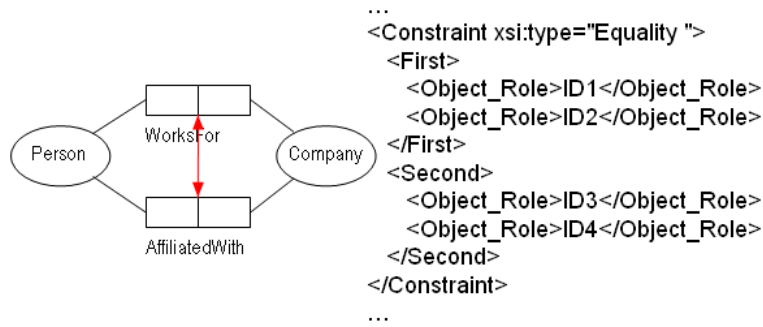 Person
WorksFor
Company
AffiliatedWith
...
<Constraint xsi:type="Equality ">
<First>
<Object_Role>ID1</Object_Role>
<Object_Role>ID2</Object_Role>
</First>
<Second>
<Object_Role>ID3</Object_Role>
<Object_Role>ID4</Object_Role>
</Second>
</Constraint>
...